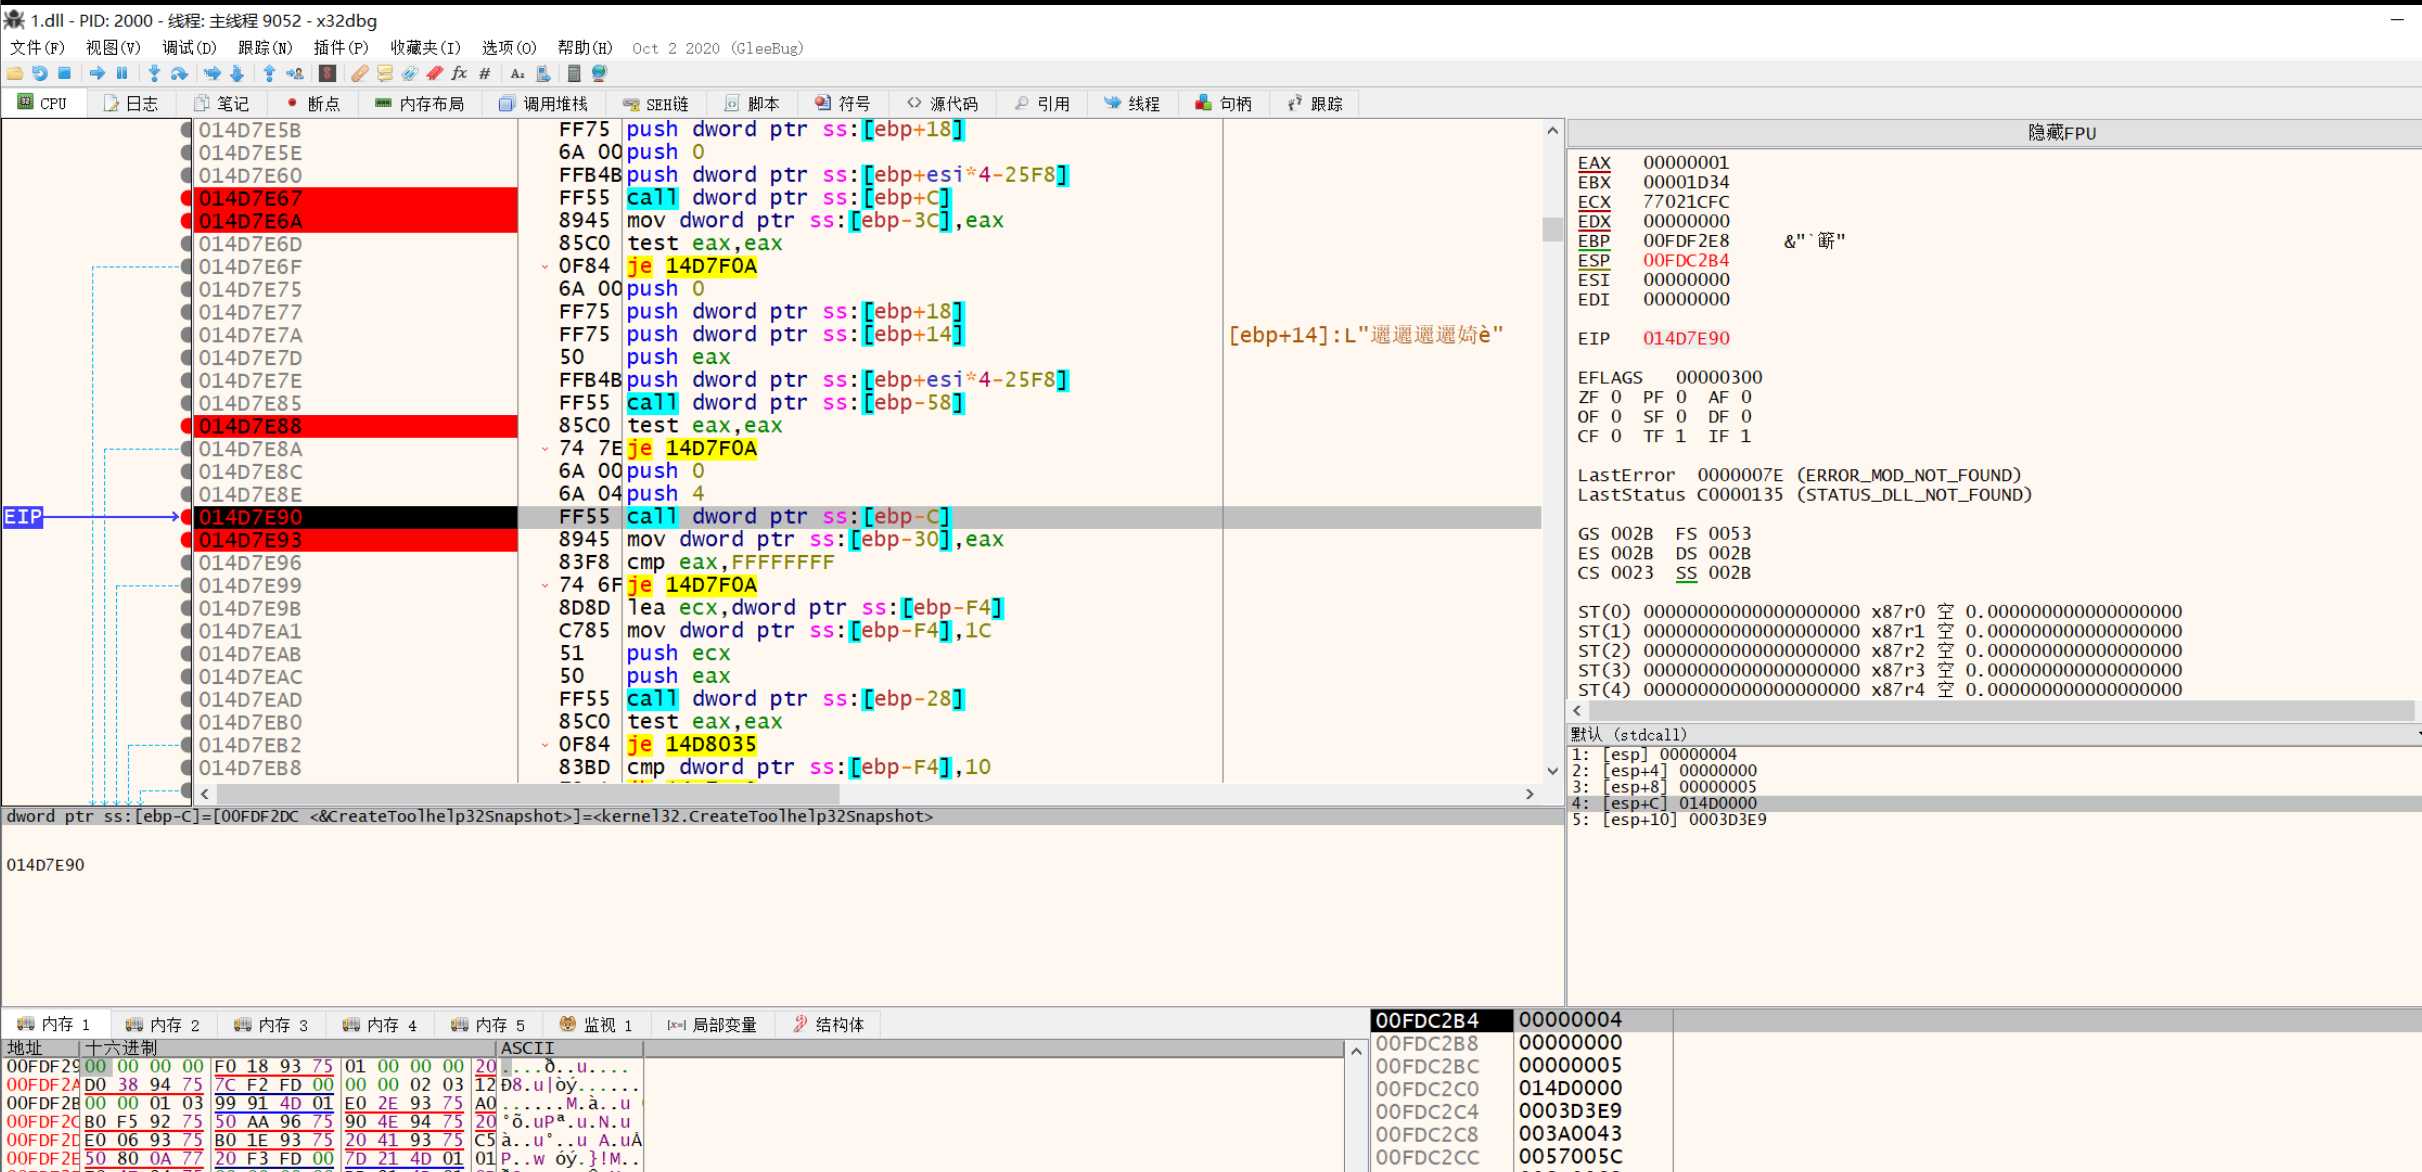 1.dll - PID: 2000 - 线程: 主线程 9052 - x32dbg
文件(F) 视图(V) 调试(D) 跟踪(N) 插件(P) 收藏夹(I) 选项(O) 帮助(H) Oct 2 2020 (GleeBug)
CPU 日志 笔记 断点 内存布局 调用堆栈 SEH链 脚本 符号 源代码 引用 线程 句柄 跟踪
014D7E5B FF75 push dword ptr ss:[ebp+18]
014D7E5E 6A 00 push 0
014D7E60 FFB4B push dword ptr ss:[ebp+esi*4-25F8]
014D7E67 FF55 call dword ptr ss:[ebp+C]
014D7E6A 8945 mov dword ptr ss:[ebp-3C],eax
014D7E6D 85C0 test eax,eax
014D7E6F 0F84 je 14D7F0A
014D7E75 6A 00 push 0
014D7E77 FF75 push dword ptr ss:[ebp+18]
014D7E7A FF75 push dword ptr ss:[ebp+14] [ebp+14]:L"邐邐邐邐婍è"
014D7E7D 50 push eax
014D7E7E FFB4B push dword ptr ss:[ebp+esi*4-25F8]
014D7E85 FF55 call dword ptr ss:[ebp-58]
014D7E88 85C0 test eax,eax
014D7E8A 74 7E je 14D7F0A
014D7E8C 6A 00 push 0
014D7E8E 6A 04 push 4
EIP 014D7E90 FF55 call dword ptr ss:[ebp-C]
014D7E93 8945 mov dword ptr ss:[ebp-30],eax
014D7E96 83F8 cmp eax,FFFFFFFF
014D7E99 74 6F je 14D7F0A
014D7E9B 8D8D lea ecx,dword ptr ss:[ebp-F4]
014D7EA1 C785 mov dword ptr ss:[ebp-F4],1C
014D7EAB 51 push ecx
014D7EAC 50 push eax
014D7EAD FF55 call dword ptr ss:[ebp-28]
014D7EB0 85C0 test eax,eax
014D7EB2 0F84 je 14D8035
014D7EB8 83BD cmp dword ptr ss:[ebp-F4],10
dword ptr ss:[ebp-C]=[00FDF2DC <&CreateToolhelp32Snapshot>]=<kernel32.CreateToolhelp32Snapshot>
014D7E90
隐藏FPU
EAX 00000001
EBX 00001D34
ECX 77021CFC
EDX 00000000
EBP 00FDF2E8 &"`簖"
ESP 00FDC2B4
ESI 00000000
EDI 00000000
EIP 014D7E90
EFLAGS 00000300
ZF 0 PF 0 AF 0
OF 0 SF 0 DF 0
CF 0 TF 1 IF 1
LastError 0000007E (ERROR_MOD_NOT_FOUND)
LastStatus C0000135 (STATUS_DLL_NOT_FOUND)
GS 002B FS 0053
ES 002B DS 002B
CS 0023 SS 002B
ST(0) 00000000000000000000 x87r0 空 0.000000000000000000
ST(1) 00000000000000000000 x87r1 空 0.000000000000000000
ST(2) 00000000000000000000 x87r2 空 0.000000000000000000
ST(3) 00000000000000000000 x87r3 空 0.000000000000000000
ST(4) 00000000000000000000 x87r4 空 0.000000000000000000
默认 (stdcall)
1: [esp] 00000004
2: [esp+4] 00000000
3: [esp+8] 00000005
4: [esp+C] 014D0000
5: [esp+10] 0003D3E9
内存 1 内存 2 内存 3 内存 4 内存 5 监视 1 局部变量 结构体
地址 十六进制 ASCII
00FDF29 00 00 00 00 F0 18 93 75 01 00 00 00 20 ....ð..u....
00FDF2A D0 38 94 75 7C F2 FD 00 00 00 02 03 12 Ð8.u|òý......
00FDF2B 00 00 01 03 99 91 4D 01 E0 2E 93 75 A0 ......M.à..u
00FDF2C B0 F5 92 75 50 AA 96 75 90 4E 94 75 20 °õ.uPª.u.N.u
00FDF2D E0 06 93 75 B0 1E 93 75 20 41 93 75 C5 à..u°..u A.uÅ
00FDF2E 50 80 0A 77 20 F3 FD 00 7D 21 4D 01 01 P..w óý.}!M..
00FDC2B4 00000004
00FDC2B8 00000000
00FDC2BC 00000005
00FDC2C0 014D0000
00FDC2C4 0003D3E9
00FDC2C8 003A0043
00FDC2CC 0057005C